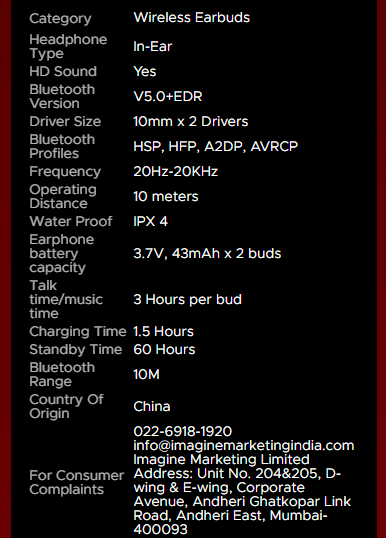 Category Wireless Earbuds
Headphone
Type
In-Ear
HD Sound Yes
Bluetooth
Version
V5.0+EDR
Driver Size 10mm x 2 Drivers
Bluetooth
Profiles
HSP, HFP, A2DP, AVRCP
Frequency 20Hz-20KHz
Operating
Distance
10 meters
Water Proof IPX 4
Earphone
battery
capacity
3.7V, 43mAh x 2 buds
Talk
time/music
time
3 Hours per bud
Charging Time 1.5 Hours
Standby Time 60 Hours
Bluetooth
Range
10M
Country Of
Origin
China
For Consumer
Complaints
022-6918-1920
info@imaginemarketingindia.com
Imagine Marketing Limited
Address: Unit No. 204&205, D-
wing & E-wing, Corporate
Avenue, Andheri Ghatkopar Link
Road, Andheri East, Mumbai-
400093